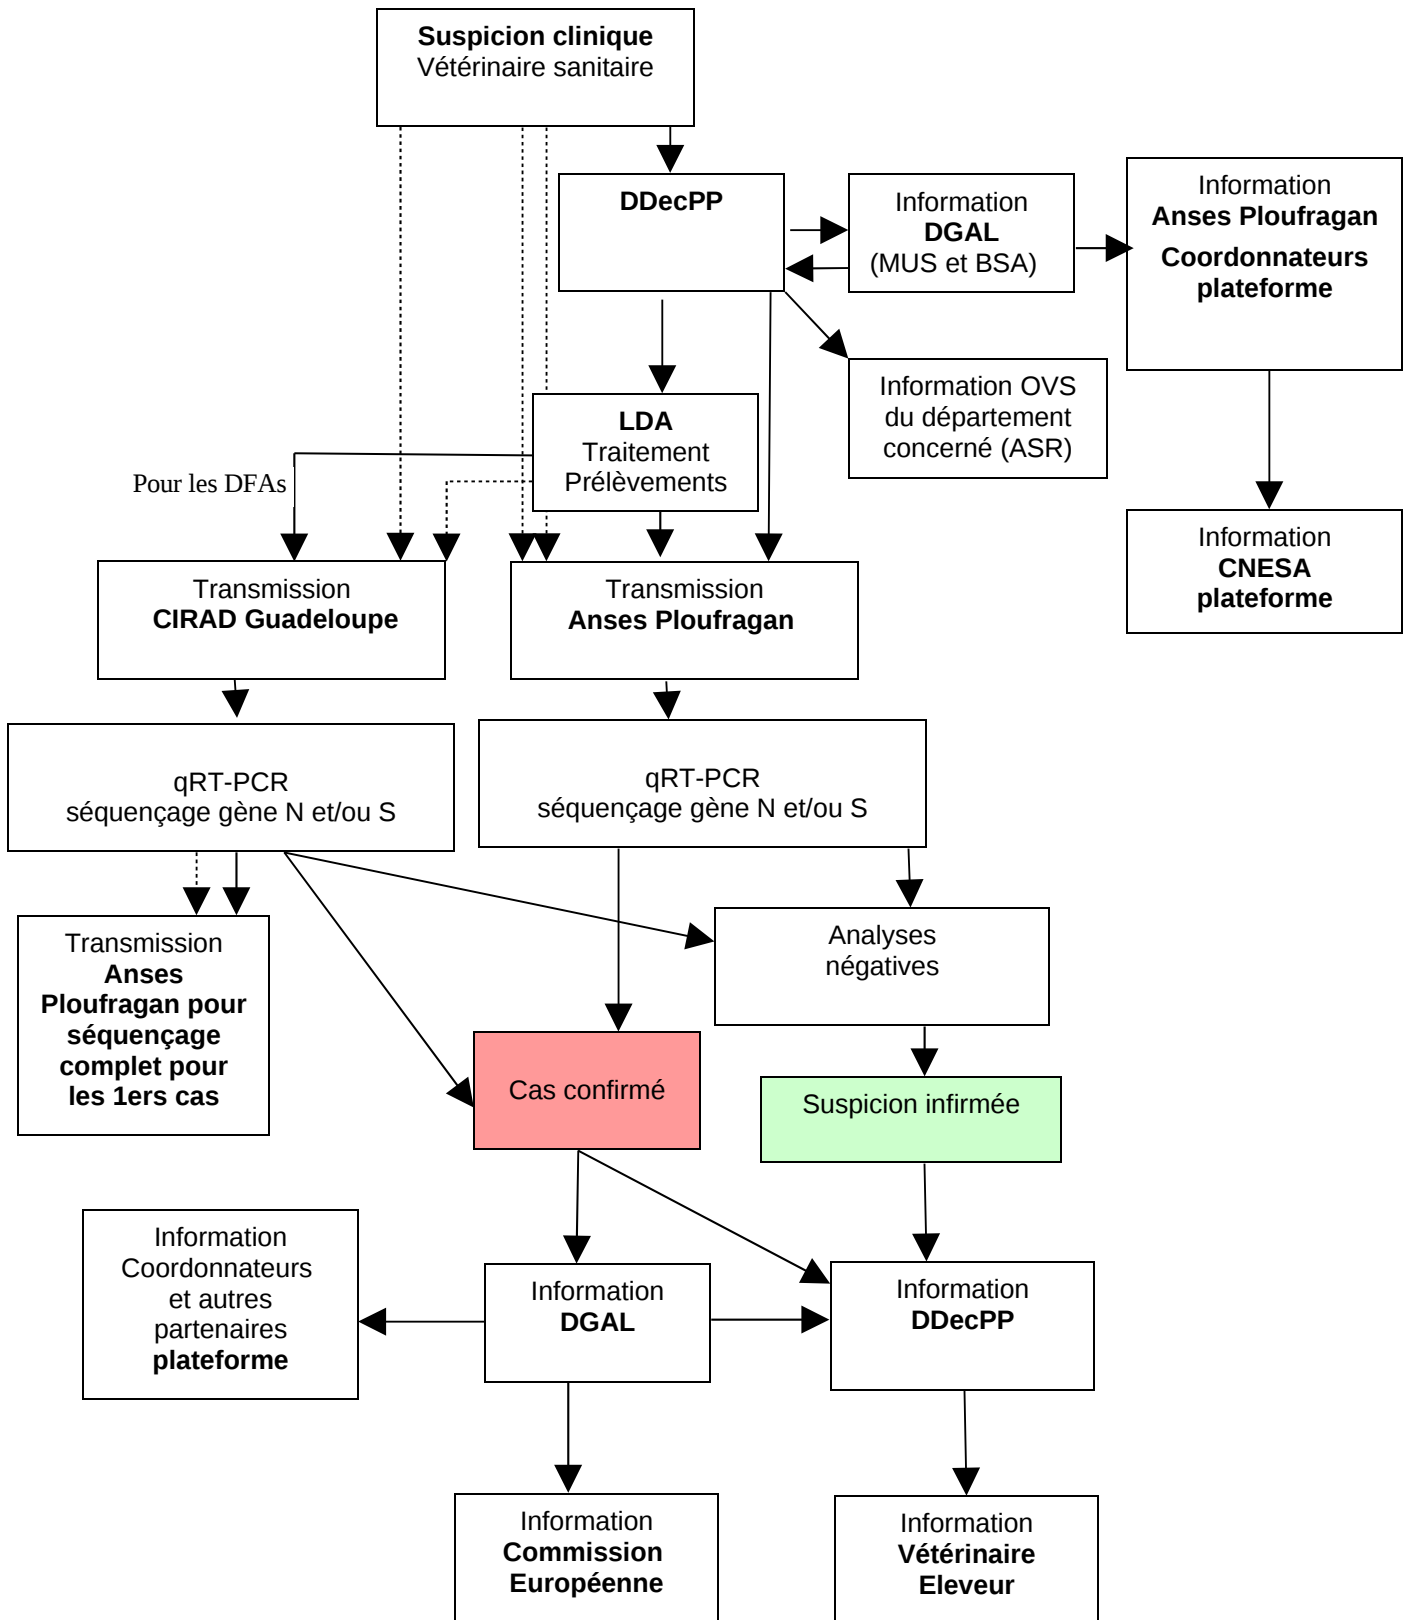 Suspicion clinique
Vétérinaire sanitaire
DDecPP
Information
DGAL
(MUS et BSA)
Information
Anses Ploufragan
Coordonnateurs
plateforme
Information OVS
du département
concerné (ASR)
LDA
Traitement
Prélèvements
Pour les DFAs
Information
CNESA
plateforme
Transmission
CIRAD Guadeloupe
Transmission
Anses Ploufragan
qRT-PCR
séquençage gène N et/ou S
qRT-PCR
séquençage gène N et/ou S
Transmission
Anses
Ploufragan pour
séquençage
complet pour
les 1ers cas
Analyses
négatives
Cas confirmé
Suspicion infirmée
Information
Coordonnateurs
et autres
partenaires
plateforme
Information
DGAL
Information
DDecPP
Information
Commission
Européenne
Information
Vétérinaire
Eleveur